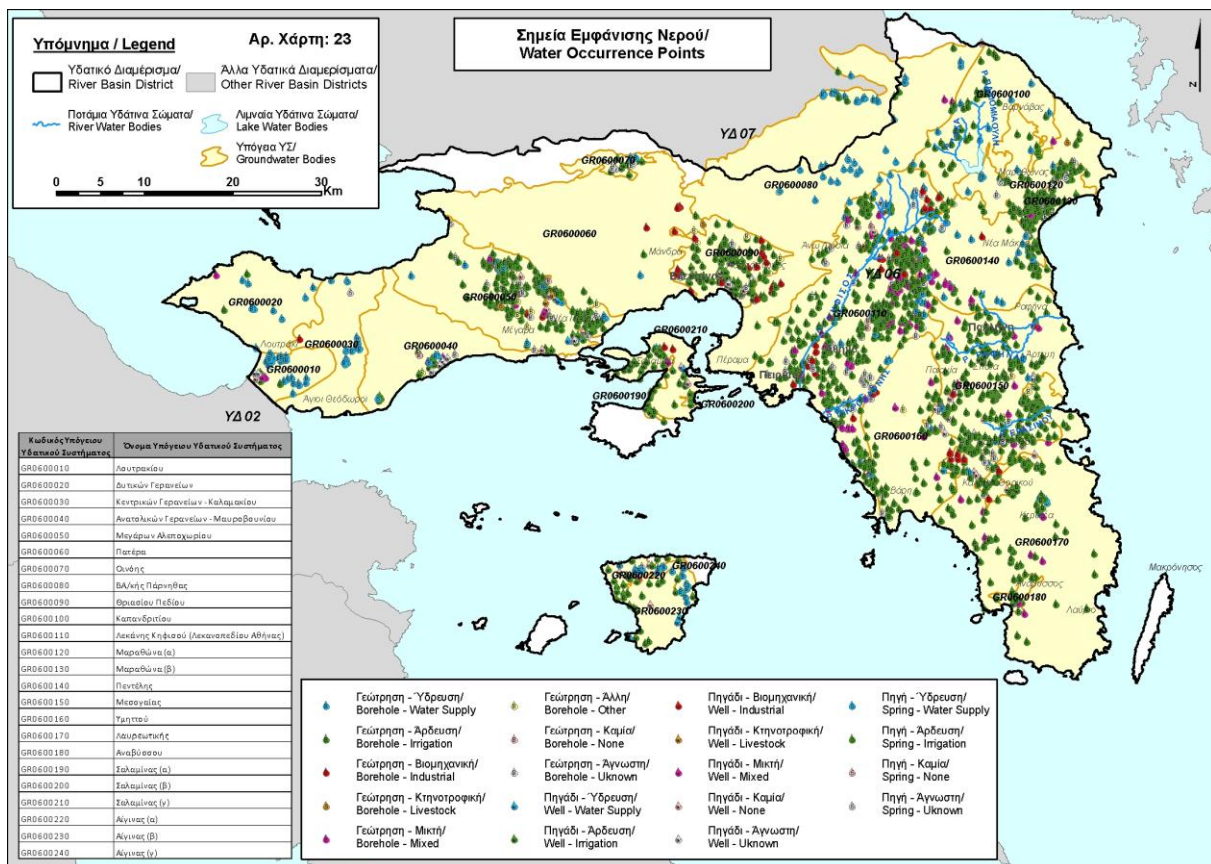 Υπόμνημα / Legend
Αρ. Χάρτη: 23
Υδατικό Διαμέρισμα/
River Basin District
Άλλα Υδατικά Διαμερίσματα/
Other River Basin Districts
Ποτάμια Υδάτινα Σώματα/
River Water Bodies
Λιμναία Υδάτινα Σώματα/
Lake Water Bodies
Υπόγεια ΥΣ/
Groundwater Bodies
0 5 10 20 30
Km
Σημεία Εμφάνισης Νερού/
Water Occurrence Points
N
ΥΔ 07
ΥΔ 06
ΥΔ 02
GR0600100
Βαρνάβας
GR0600070
GR0600080
Μαραθώνας
GR0600120
GR0600130
GR0600060
Μάνδρα
GR0600090
Άνω Λιόσια
Νέα Μάκρη
GR0600140
GR0600020
GR0600050
Μέγαρα
GR0600110
Ραφήνα
Λουτράκι
GR0600030
GR0600040
GR0600210
Πέραμα
GR0600010
Άγιοι Θεόδωροι
GR0600190
GR0600200
Παιανία
Σπάτα
GR0600150
GR0600160
Βάρη
Κερατέα
GR0600170
GR0600180
Λαύριο
Μακρόνησος
GR0600240
GR0600220
GR0600230
Κωδικός Υπόγειου Υδατικού Συστήματος Όνομα Υπόγειου Υδατικού Συστήματος
GR0600010 Λουτρακίου
GR0600020 Δυτικών Γερανείων
GR0600030 Κεντρικών Γερανείων - Καλαμακίου
GR0600040 Ανατολικών Γερανείων - Μαυροβουνίου
GR0600050 Μεγάρων Αλεποχωρίου
GR0600060 Πατέρα
GR0600070 Οινόης
GR0600080 ΒΑ/κής Πάρνηθας
GR0600090 Θριασίου Πεδίου
GR0600100 Καπανδριτίου
GR0600110 Λεκάνης Κηφισού (Λεκανοπεδίου Αθήνας)
GR0600120 Μαραθώνα (α)
GR0600130 Μαραθώνα (β)
GR0600140 Πεντέλης
GR0600150 Μεσογαίας
GR0600160 Υμηττού
GR0600170 Λαυρεωτικής
GR0600180 Αναβύσσου
GR0600190 Σαλαμίνας (α)
GR0600200 Σαλαμίνας (β)
GR0600210 Σαλαμίνας (γ)
GR0600220 Αίγινας (α)
GR0600230 Αίγινας (β)
GR0600240 Αίγινας (γ)
Γεώτρηση - Ύδρευση/
Borehole - Water Supply
Γεώτρηση - Άρδευση/
Borehole - Irrigation
Γεώτρηση - Βιομηχανική/
Borehole - Industrial
Γεώτρηση - Κτηνοτροφική/
Borehole - Livestock
Γεώτρηση - Μικτή/
Borehole - Mixed
Γεώτρηση - Άλλη/
Borehole - Other
Γεώτρηση - Καμία/
Borehole - None
Γεώτρηση - Άγνωστη/
Borehole - Uknown
Πηγάδι - Ύδρευση/
Well - Water Supply
Πηγάδι - Άρδευση/
Well - Irrigation
Πηγάδι - Βιομηχανική/
Well - Industrial
Πηγάδι - Κτηνοτροφική/
Well - Livestock
Πηγάδι - Μικτή/
Well - Mixed
Πηγάδι - Καμία/
Well - None
Πηγάδι - Άγνωστη/
Well - Uknown
Πηγή - Ύδρευση/
Spring - Water Supply
Πηγή - Άρδευση/
Spring - Irrigation
Πηγή - Καμία/
Spring - None
Πηγή - Άγνωστη/
Spring - Uknown